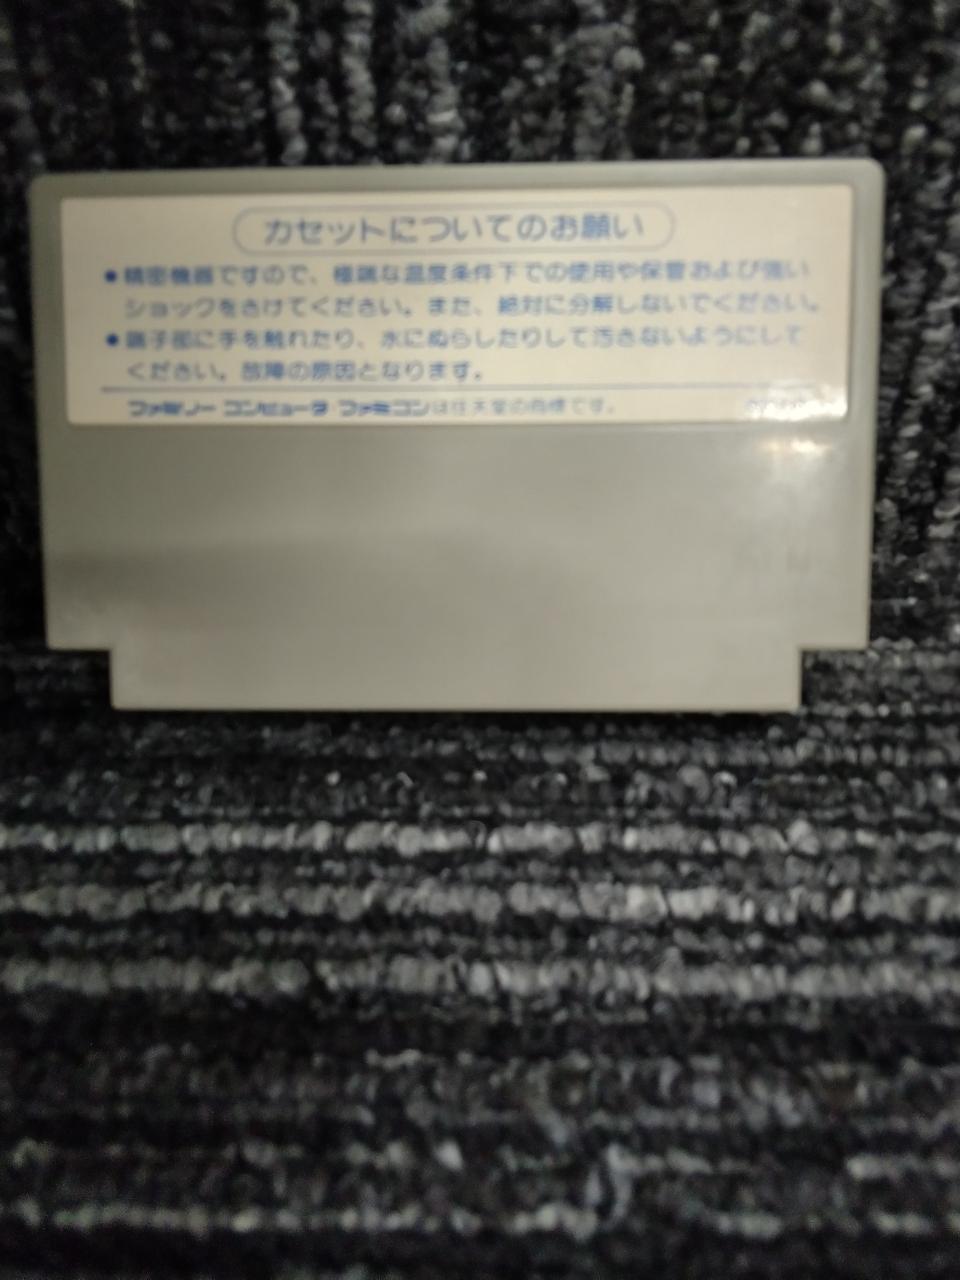 カセットについてのお願い
●精密機器ですので、極端な温度条件下での使用や保管および強い
ショックをさけてください。また、絶対に分解しないでください。
●端子部に手を触れたり、水にぬらしたりして汚さないようにして
ください。故障の原因となります。
ファミリーコンピュータ ファミコンは任天堂の商標です。